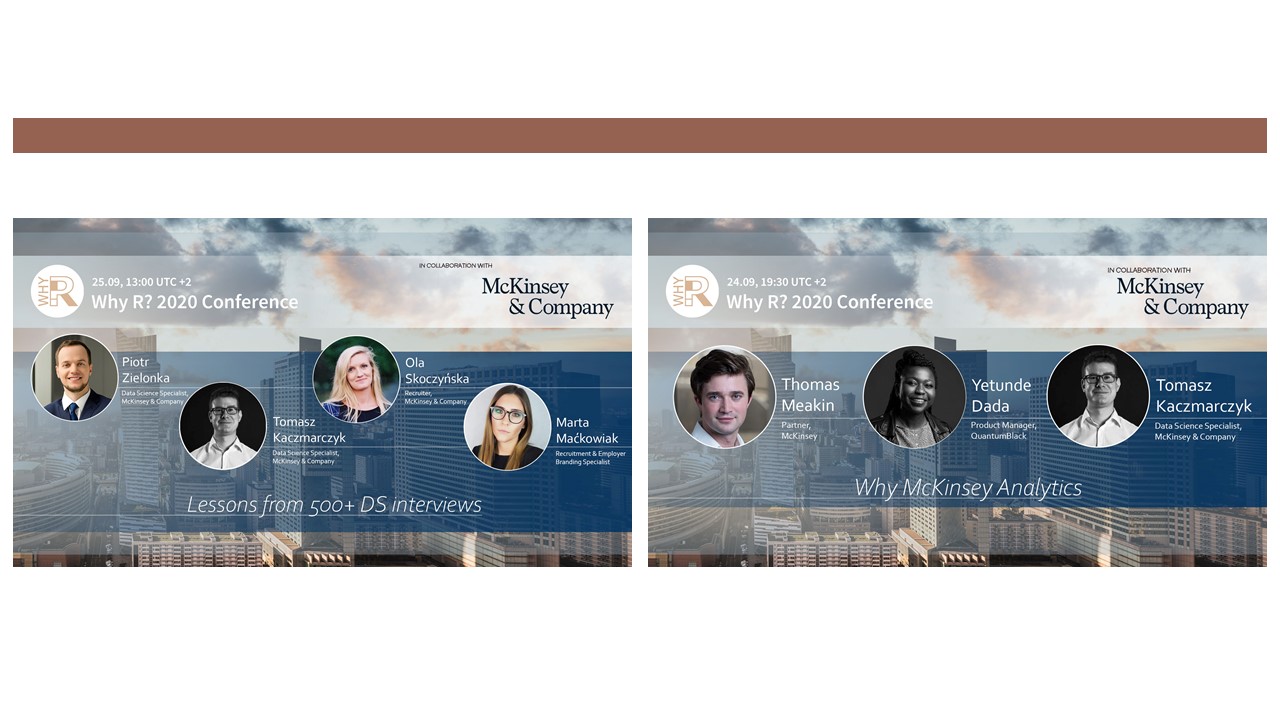 WHY R
25.09, 13:00 UTC +2
Why R? 2020 Conference
IN COLLABORATION WITH
McKinsey
& Company
Piotr
Zielonka
Data Science Specialist,
McKinsey & Company
Tomasz
Kaczmarczyk
Data Science Specialist,
McKinsey & Company
Ola
Skoczyńska
Recruiter,
McKinsey & Company
Marta
Maćkowiak
Recruitment & Employer
Branding Specialist
Lessons from 500+ DS interviews
WHY R
24.09, 19:30 UTC +2
Why R? 2020 Conference
IN COLLABORATION WITH
McKinsey
& Company
Thomas
Meakin
Partner,
McKinsey
Yetunde
Dada
Product Manager,
QuantumBlack
Tomasz
Kaczmarczyk
Data Science Specialist,
McKinsey & Company
Why McKinsey Analytics